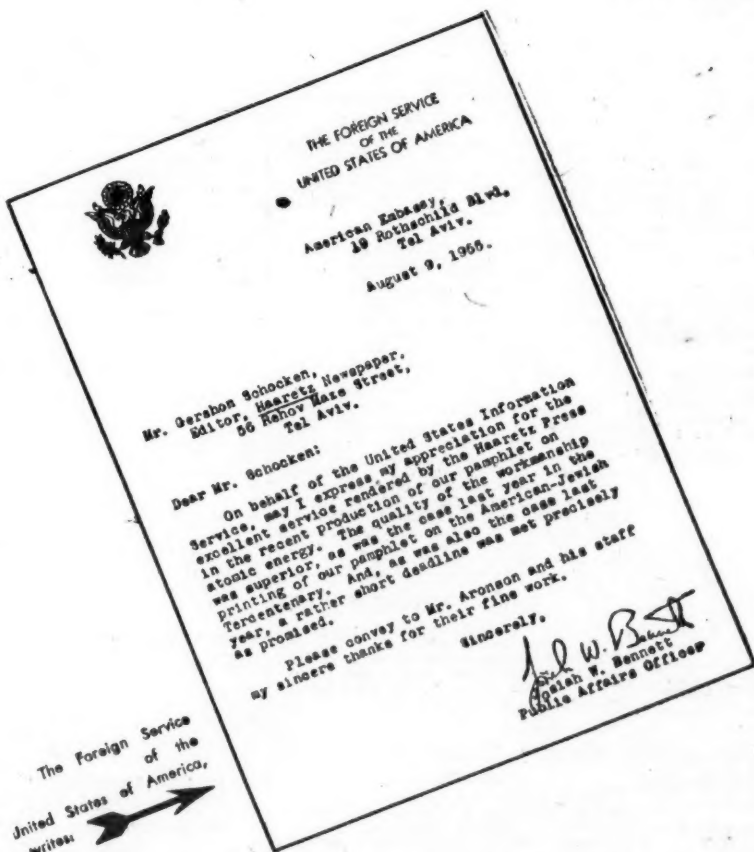 THE FOREIGN SERVICE
OF THE
UNITED STATES OF AMERICA
American Embassy,
19 Rothschild Blvd,
Tel Aviv.
August 9, 1955.
Mr. Gershon Schocken,
Editor, Haaretz Newspaper.
56 Rehov Maze Street,
Tel Aviv.
Dear Mr. Schocken:
On behalf of the United States Information
Service, may I express my appreciation for the
excellent service rendered by the Haaretz Press
in the recent production of our pamphlet on
atomic energy. The quality of the workmanship
was superior, as was the case last year in the
printing of our pamphlet on the American-Jewish
Tercentenary. And, as was also the case last
year, a rather short deadline was met precisely
as promised.
Please convey to Mr. Aronson and his staff
my sincere thanks for their fine work.
Sincerely,
Josiah W. Bennett
Josiah W. Bennett
Public Affairs Officer
The Foreign Service
of the
United States of America,
writes: